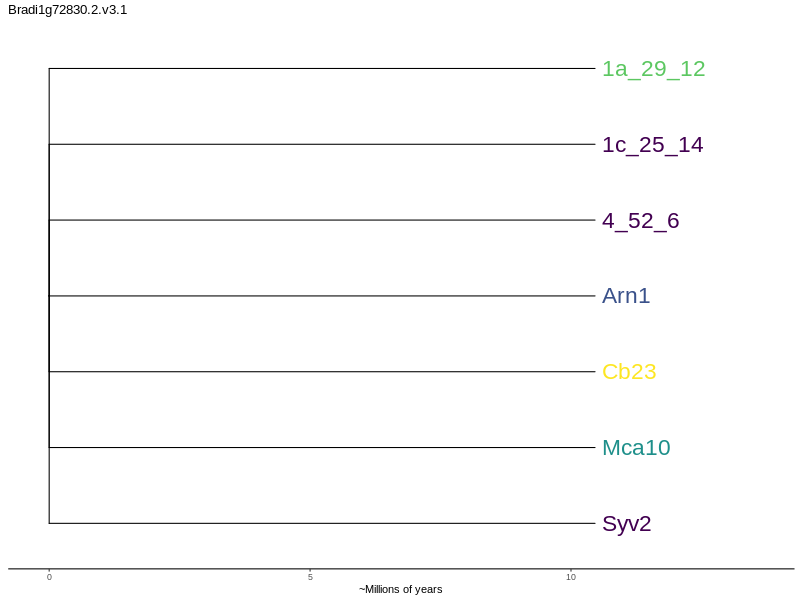 Bradi1g72830.2.v3.1
1a_29_12
1c_25_14
4_52_6
Arn1
Cb23
Mca10
Syv2
0 5 10
~Millions of years